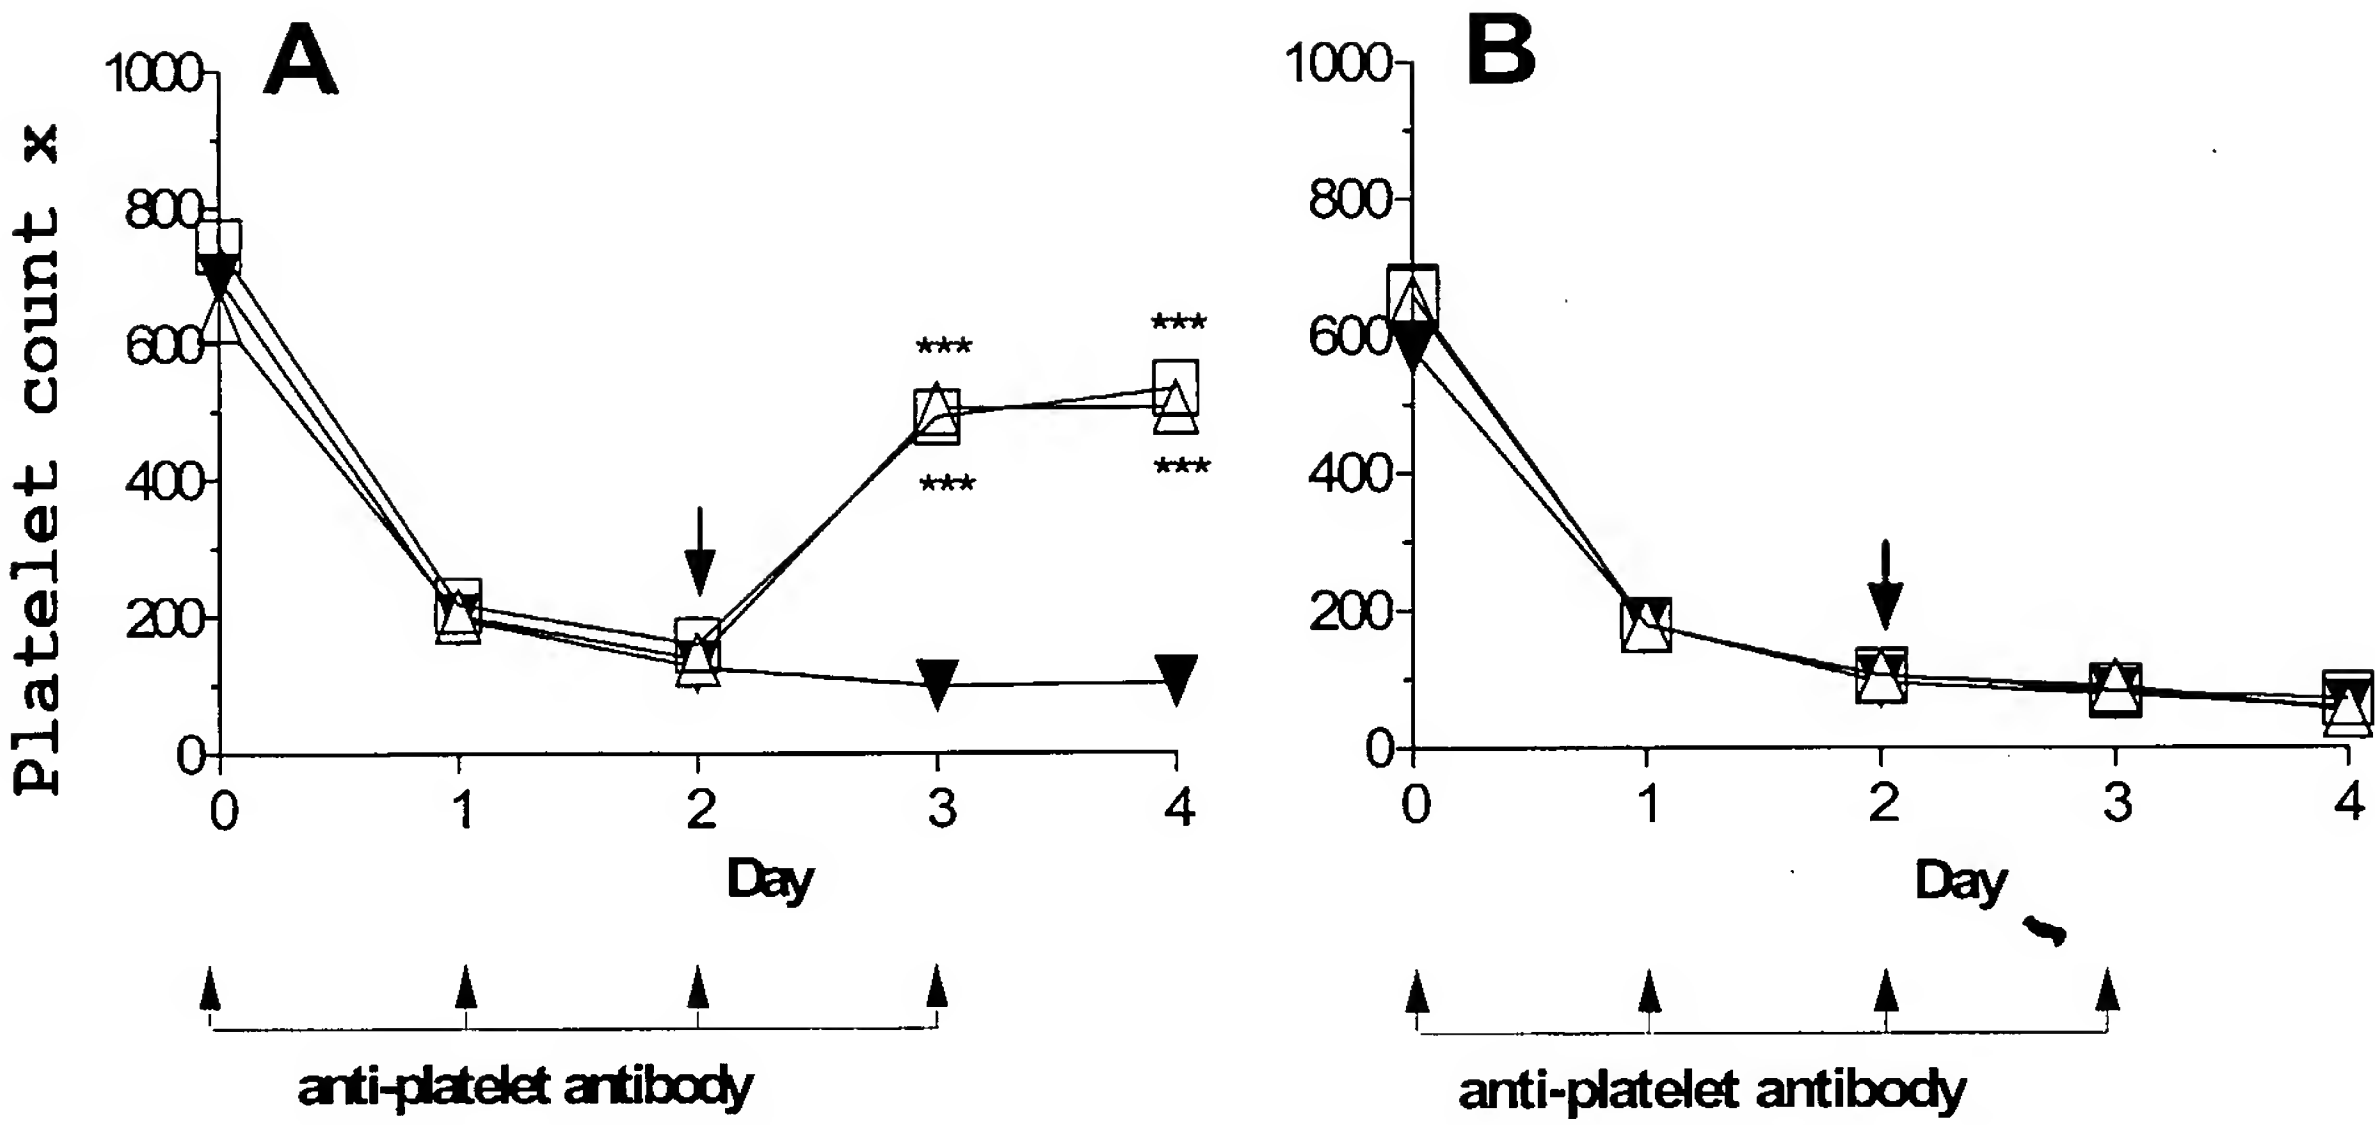 A
B
Platelet count x
1000
800
600
400
200
0
0 1 2 3 4
***
***
***
***
Day
anti-platelet antibody
1000
800
600
400
200
0
0 1 2 3 4
Day
anti-platelet antibody